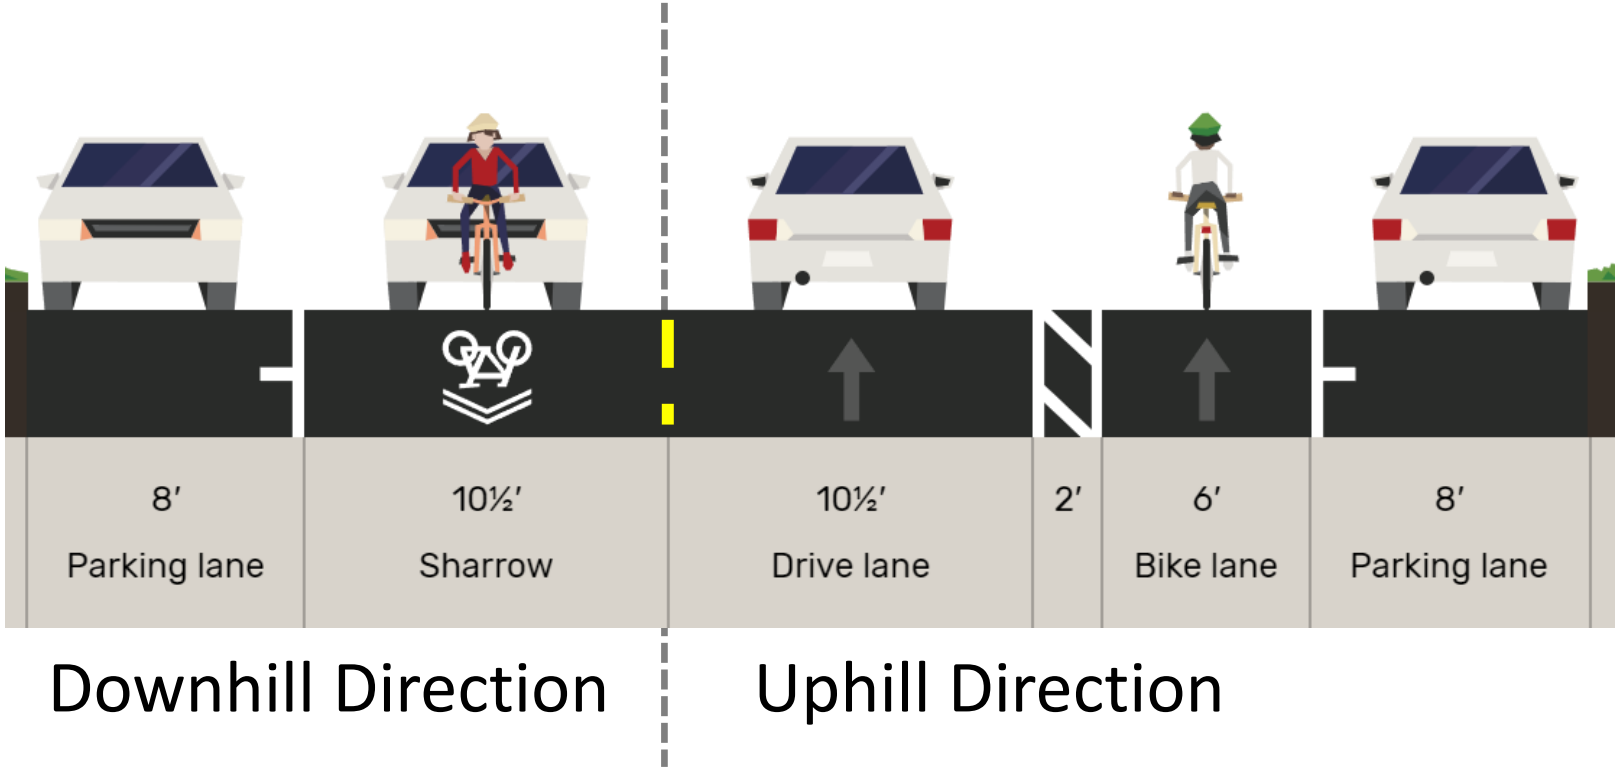 8′ 10½′ 10½′ 2′ 6′ 8′
Parking lane Sharrow Drive lane Bike lane Parking lane
Downhill Direction Uphill Direction